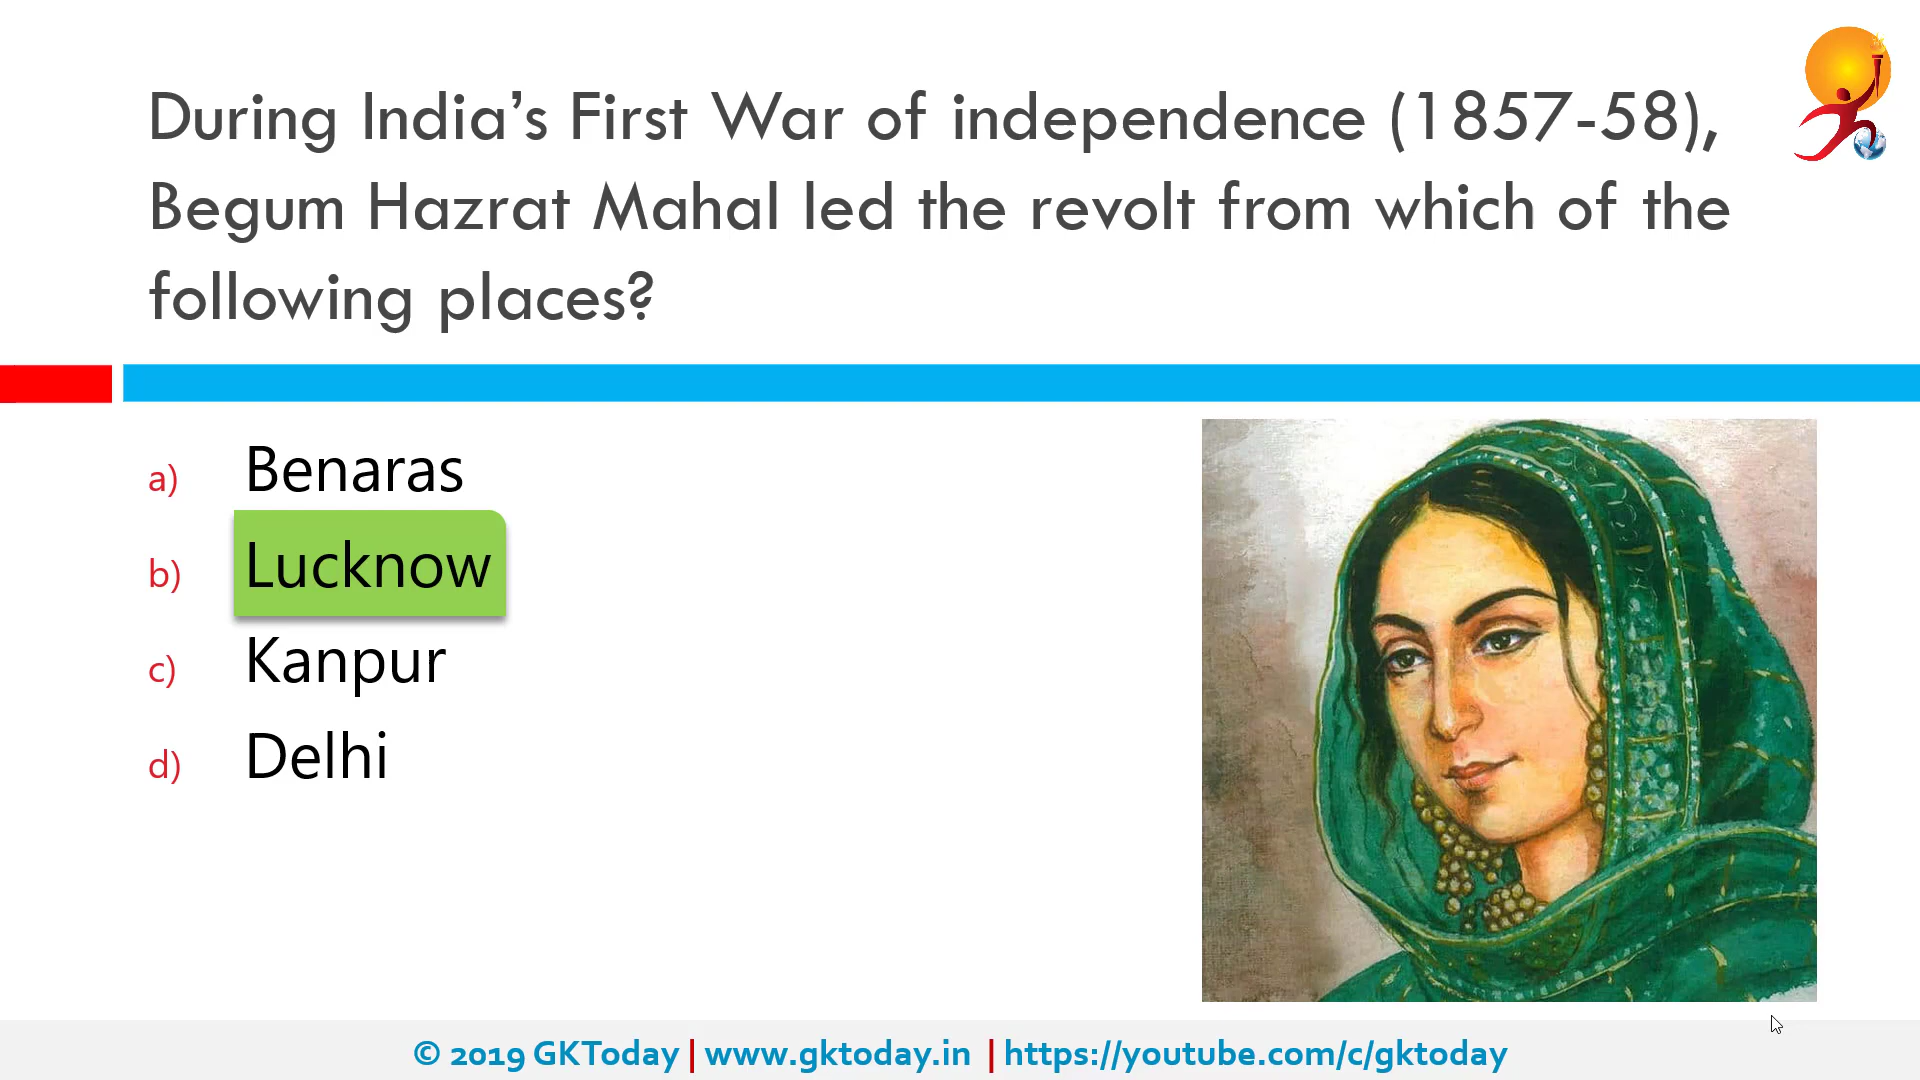 During India’s First War of independence (1857-58),
Begum Hazrat Mahal led the revolt from which of the
following places?
a) Benaras
b) Lucknow
c) Kanpur
d) Delhi
© 2019 GKToday | www.gktoday.in | https://youtube.com/c/gktoday